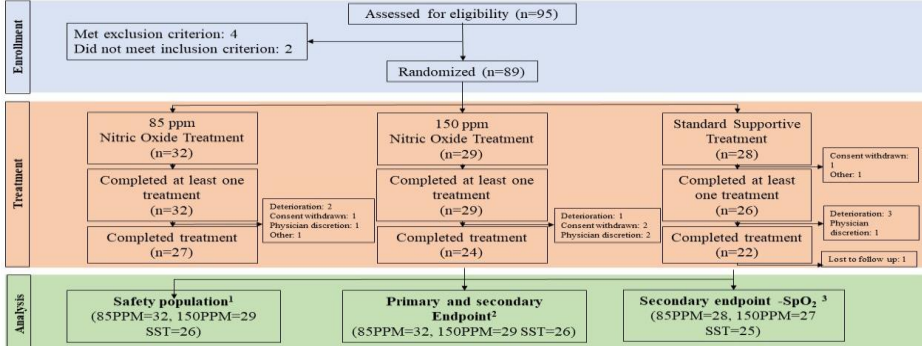 Enrollment
Assessed for eligibility (n=95)
Met exclusion criterion: 4
Did not meet inclusion criterion: 2
Randomized (n=89)
Treatment
85 ppm
Nitric Oxide Treatment
(n=32)
150 ppm
Nitric Oxide Treatment
(n=29)
Standard Supportive
Treatment
(n=28)
Consent withdrawn:
1
Other: 1
Completed at least one
treatment
(n=32)
Completed at least one
treatment
(n=29)
Completed at least
one treatment
(n=26)
Deterioration: 2
Consent withdrawn: 1
Physician discretion: 1
Other: 1
Deterioration: 1
Consent withdrawn: 2
Physician discretion: 2
Deterioration: 3
Physician
discretion: 1
Completed treatment
(n=27)
Completed treatment
(n=24)
Completed treatment
(n=22)
Lost to follow up: 1
Analysis
Safety population¹
(85PPM=32, 150PPM=29
SST=26)
Primary and secondary
Endpoint²
(85PPM=32, 150PPM=29 SST=26)
Secondary endpoint -SpO₂ ³
(85PPM=28, 150PPM=27
SST=25)